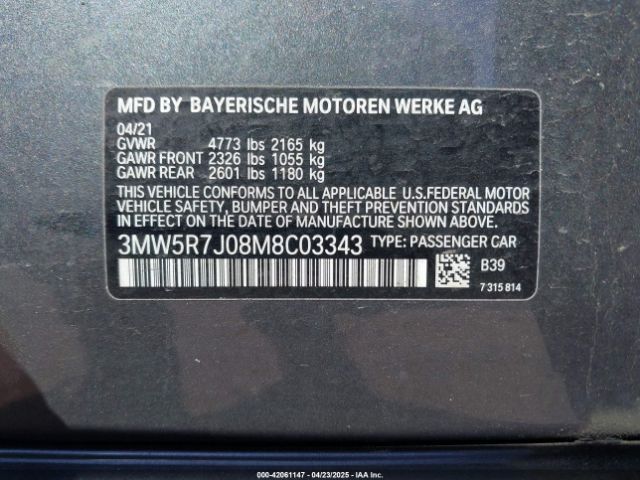 MFD BY BAYERISCHE MOTOREN WERKE AG
04/21
GVWR 4773 lbs 2165 kg
GAWR FRONT 2326 lbs 1055 kg
GAWR REAR 2601 lbs 1180 kg
THIS VEHICLE CONFORMS TO ALL APPLICABLE U.S.FEDERAL MOTOR
VEHICLE SAFETY, BUMPER, AND THEFT PREVENTION STANDARDS
IN EFFECT ON THE DATE OF MANUFACTURE SHOWN ABOVE.
3MW5R7J08M8C03343 TYPE: PASSENGER CAR
B39
7 315 814
000-42061147 - 04/23/2025 - IAA Inc.